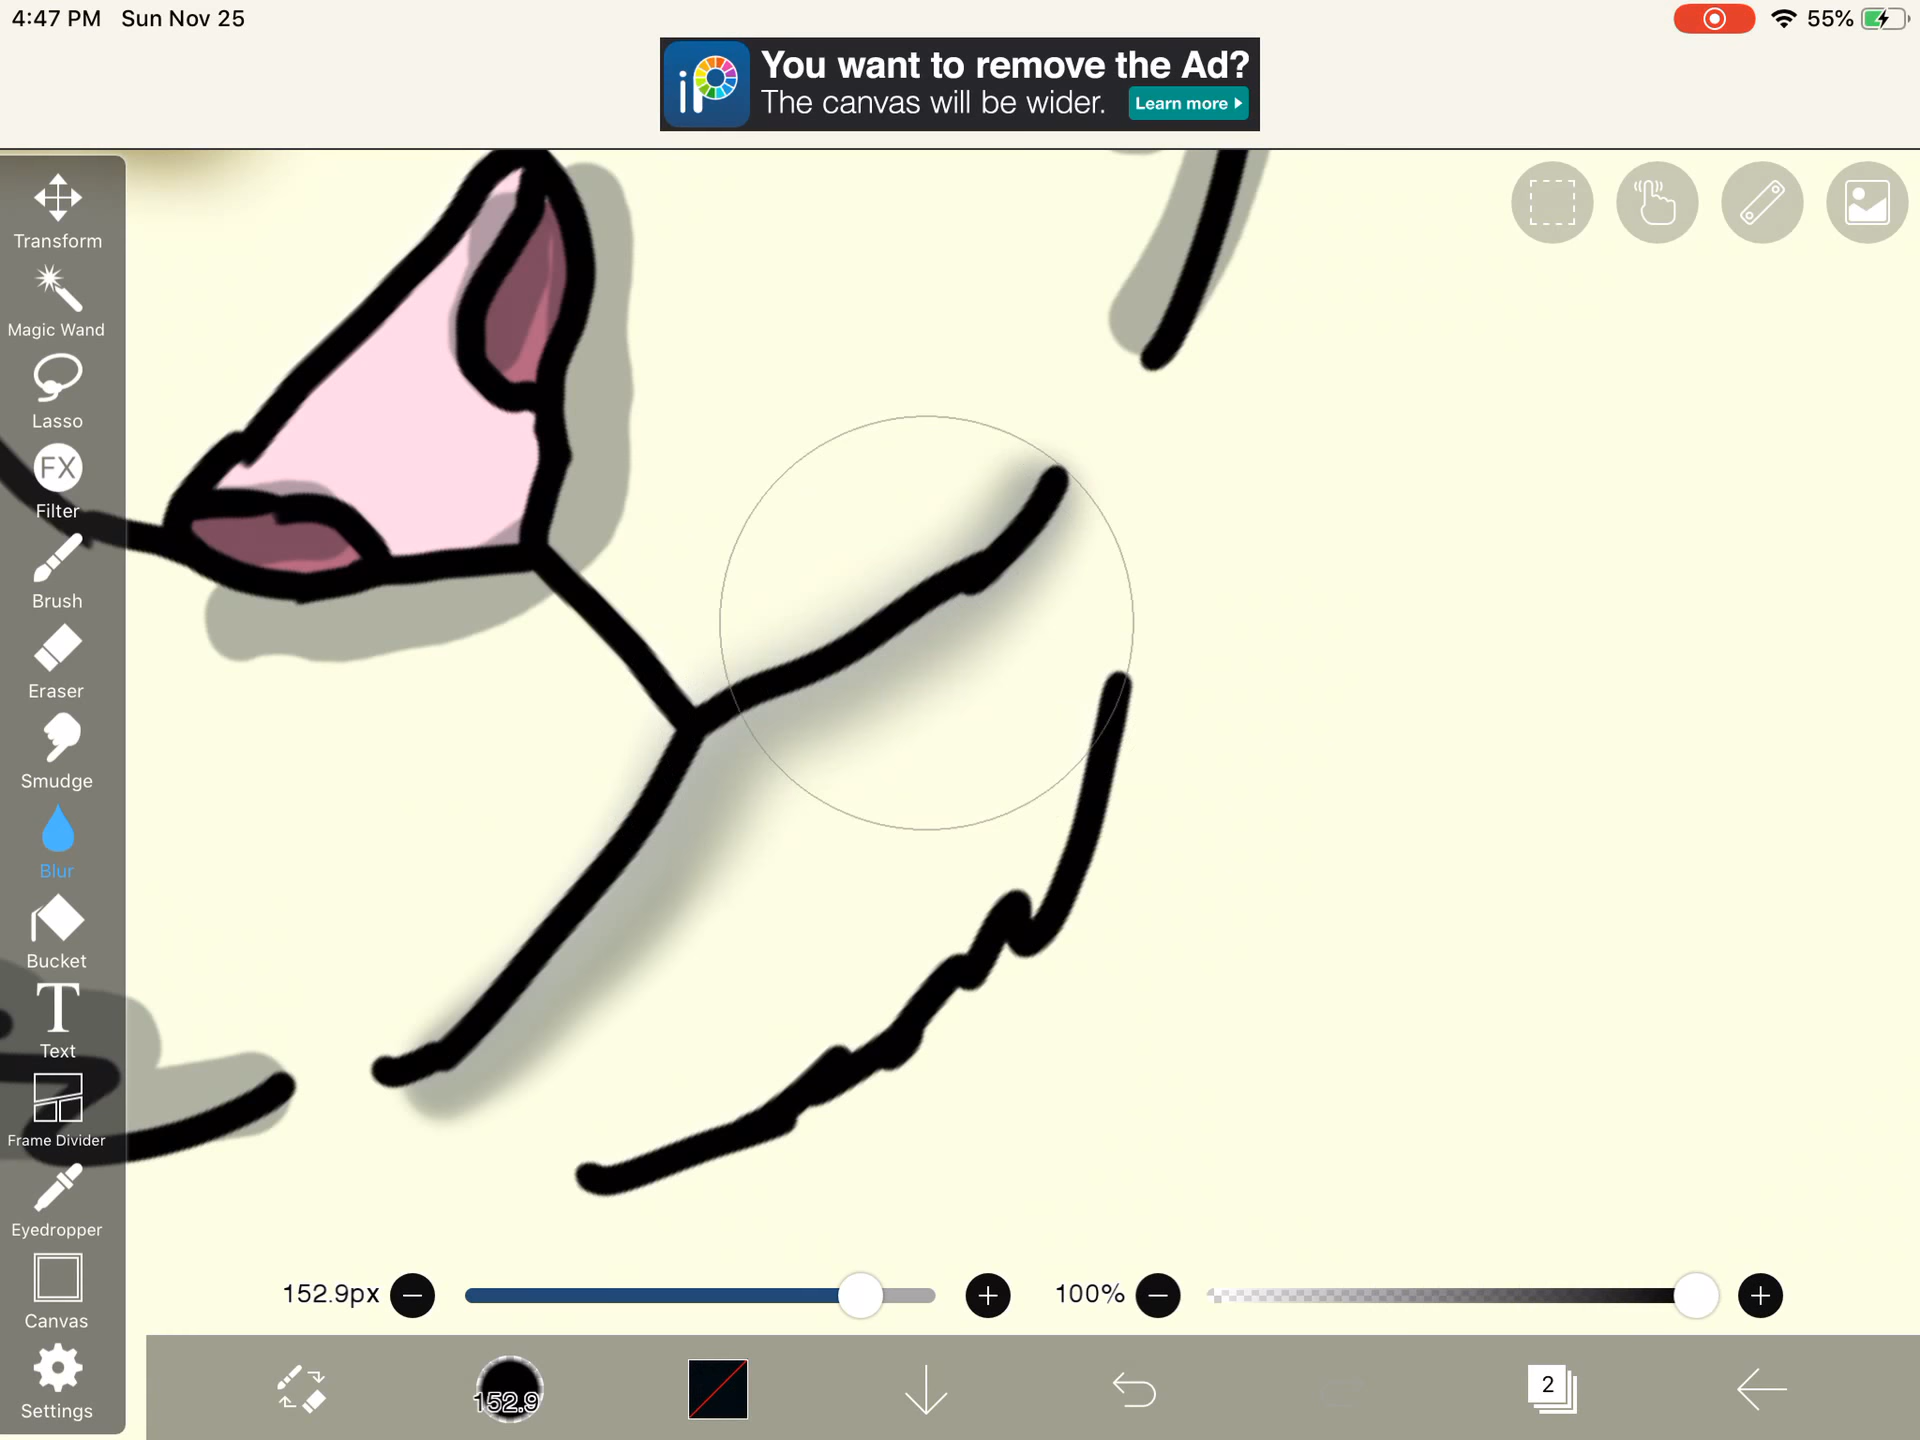 4:47 PM Sun Nov 25
55%
iP
You want to remove the Ad?
The canvas will be wider.
Learn more
Transform
Magic Wand
Lasso
FX
Filter
Brush
Eraser
Smudge
Blur
Bucket
T
Text
Frame Divider
Eyedropper
Canvas
Settings
152.9px
100%
152.9
2